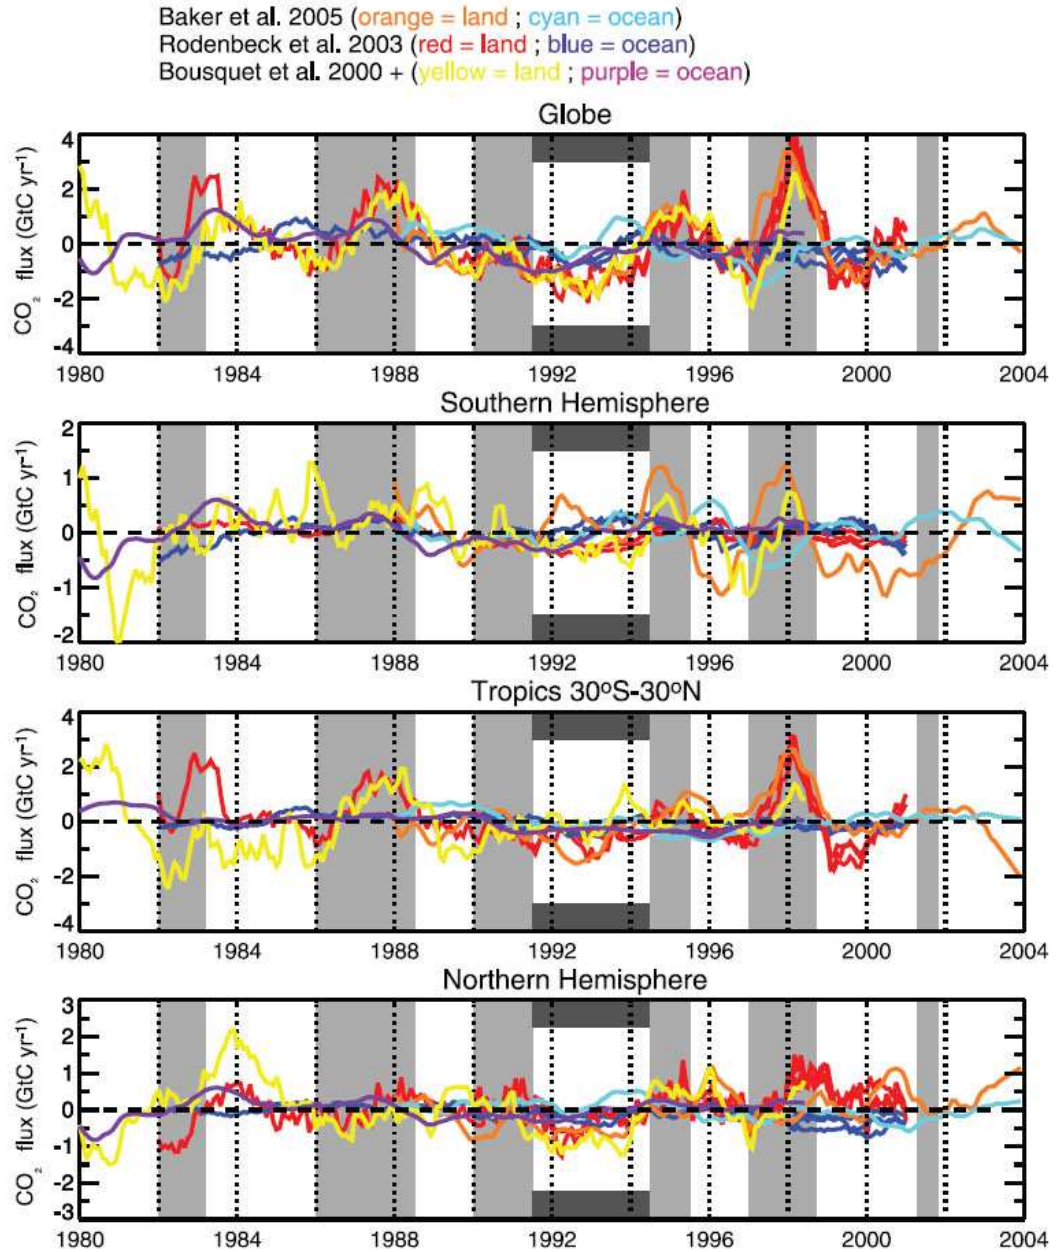 Baker et al. 2005 (orange = land ; cyan = ocean)
Rodenbeck et al. 2003 (red = land ; blue = ocean)
Bousquet et al. 2000 + (yellow = land ; purple = ocean)
Globe
CO₂ flux (GtC yr⁻¹)
4
2
0
-2
-4
1980 1984 1988 1992 1996 2000 2004
Southern Hemisphere
CO₂ flux (GtC yr⁻¹)
2
1
0
-1
-2
1980 1984 1988 1992 1996 2000 2004
Tropics 30°S-30°N
CO₂ flux (GtC yr⁻¹)
4
2
0
-2
-4
1980 1984 1988 1992 1996 2000 2004
Northern Hemisphere
CO₂ flux (GtC yr⁻¹)
3
2
1
0
-1
-2
-3
1980 1984 1988 1992 1996 2000 2004